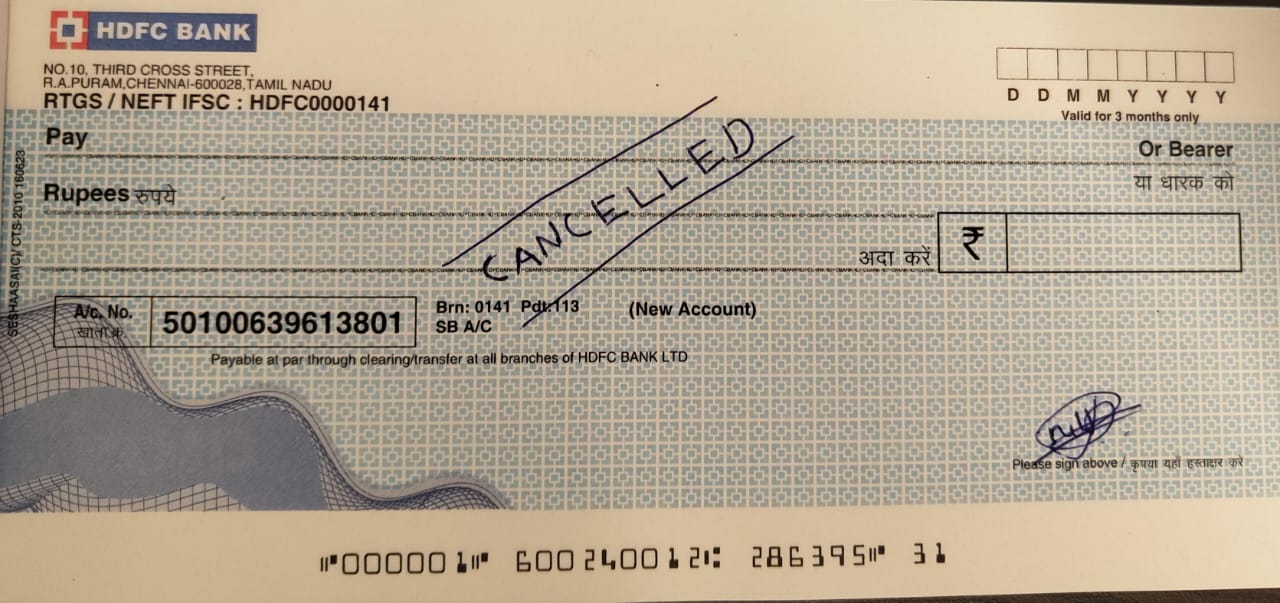 HDFC BANK
NO.10, THIRD CROSS STREET,
R.A.PURAM,CHENNAI-600028,TAMIL NADU
RTGS / NEFT IFSC : HDFC0000141
D D M M Y Y Y Y
Valid for 3 months only
Pay
Or Bearer
या धारक को
Rupees रुपये
CANCELLED
अदा करें ₹
A/c. No.
खाता क्र.
50100639613801
Brn: 0141 Pdt:113 (New Account)
SB A/C
Payable at par through clearing/transfer at all branches of HDFC BANK LTD
SESHAASAI(C)/ CTS-2010 160623
Please sign above / कृपया यहाँ हस्ताक्षर करें
⑈000001⑈ 600240012⑆ 286395⑈ 31